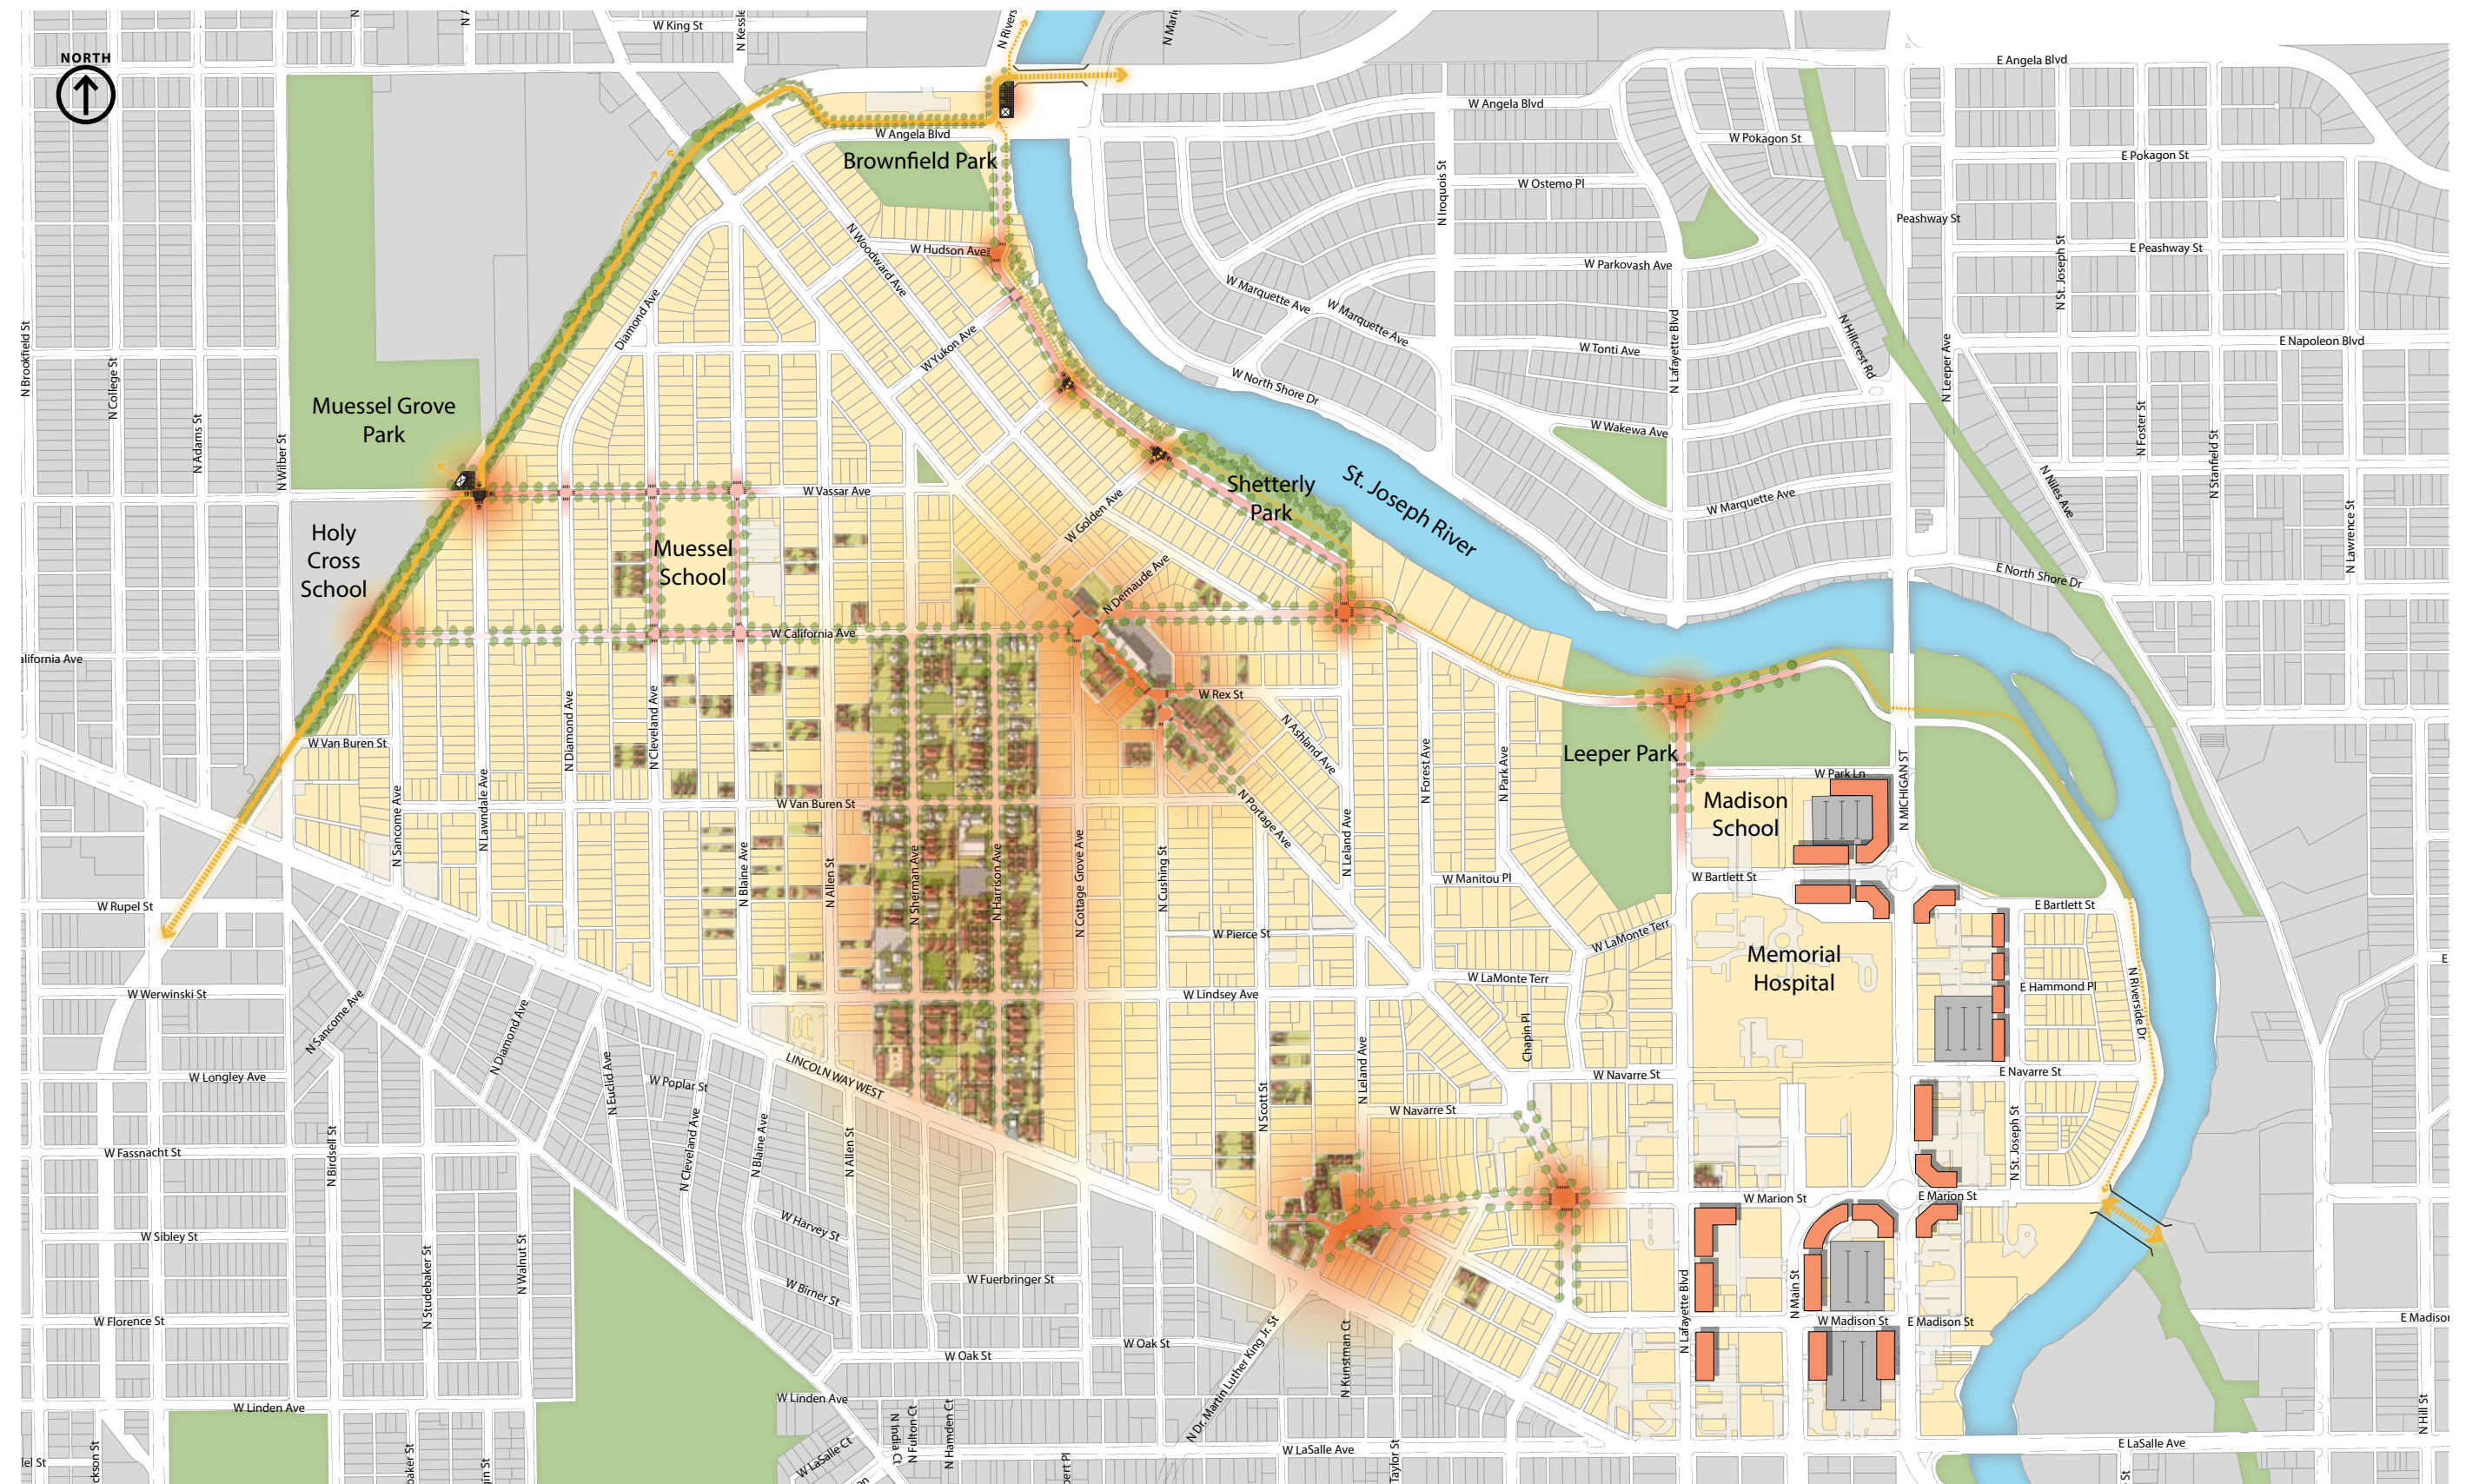 NORTH
W King St
N Kessle
N Rivers
N Mari
E Angela Blvd
W Angela Blvd
W Angela Blvd
W Pokagon St
E Pokagon St
Brownfield Park
N Iroquois St
W Ostemo Pl
Peashway St
E Peashway St
N St. Joseph St
N Woodward Ave
W Hudson Ave
W Parkovash Ave
W Marquette Ave
W Marquette Ave
Diamond Ave
N Brookfield St
N College St
W Yukon Ave
W Tonti Ave
N Lafayette Blvd
N Hillcrest Rd
N Leeper Ave
E Napoleon Blvd
W North Shore Dr
Muessel Grove
Park
N Adams St
N Wilber St
W Wakewa Ave
N Foster St
N Stanfield St
W Vassar Ave
W Golden Ave
Shetterly
Park
St. Joseph River
W Marquette Ave
N Niles Ave
N Lawrence St
Holy
Cross
School
Muessel
School
N Demaude Ave
E North Shore Dr
W California Ave
alifornia Ave
W Rex St
N Ashland Ave
N Diamond Ave
N Cleveland Ave
W Van Buren St
N Sancome Ave
N Lawndale Ave
W Van Buren St
N Blaine Ave
N Allen St
N Sherman Ave
N Harrison Ave
N Cottage Grove Ave
N Cushing St
N Portage Ave
N Leland Ave
N Forest Ave
N Park Ave
Leeper Park
W Park Ln
Madison
School
N MICHIGAN ST
W Manitou Pl
W Bartlett St
E Bartlett St
W Rupel St
W Pierce St
W LaMonte Terr
Memorial
Hospital
W LaMonte Terr
W Lindsey Ave
E Hammond Pl
N Riverside Dr
W Werwinski St
N Sancome Ave
N Diamond Ave
N Euclid Ave
Chapin Pl
W Longley Ave
W Poplar St
LINCOLN WAY WEST
N Scott St
N Leland Ave
W Navarre St
W Navarre St
E Navarre St
N St. Joseph St
W Fassnacht St
N Birdsell St
N Cleveland Ave
N Blaine Ave
N Allen St
W Marion St
E Marion St
W Sibley St
N Studebaker St
N Walnut St
W Harvey St
W Birner St
W Fuerbringer St
N Lafayette Blvd
N Main St
W Madison St
E Madison St
E Madiso
W Florence St
W Oak St
W Oak St
N Dr. Martin Luther King Jr. St
N Kunstman Ct
W Linden Ave
W Linden Ave
N India Ct
N Fulton Ct
N Hamden Ct
W LaSalle Ct
W LaSalle Ave
Taylor St
E LaSalle Ave
N Hill St
ckson St
baker St